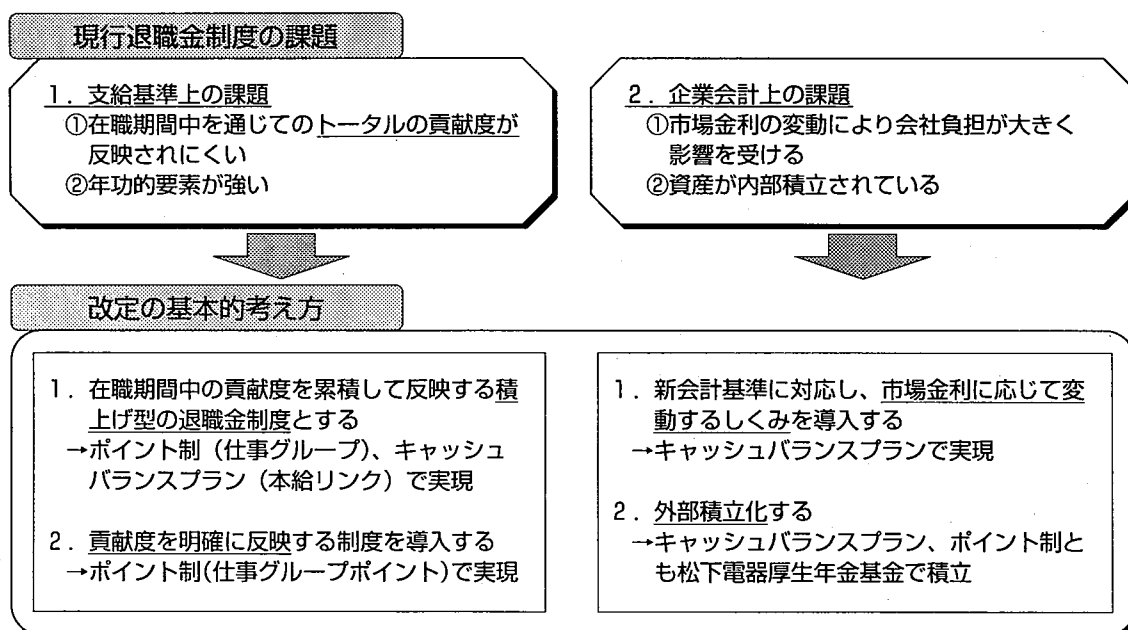 現行退職金制度の課題
1．支給基準上の課題
①在職期間中を通じてのトータルの貢献度が
反映されにくい
②年功的要素が強い
2．企業会計上の課題
①市場金利の変動により会社負担が大きく
影響を受ける
②資産が内部積立されている
改定の基本的考え方
1．在職期間中の貢献度を累積して反映する積
上げ型の退職金制度とする
→ポイント制（仕事グループ）、キャッシュ
バランスプラン（本給リンク）で実現
2．貢献度を明確に反映する制度を導入する
→ポイント制(仕事グループポイント)で実現
1．新会計基準に対応し、市場金利に応じて変
動するしくみを導入する
→キャッシュバランスプランで実現
2．外部積立化する
→キャッシュバランスプラン、ポイント制と
も松下電器厚生年金基金で積立